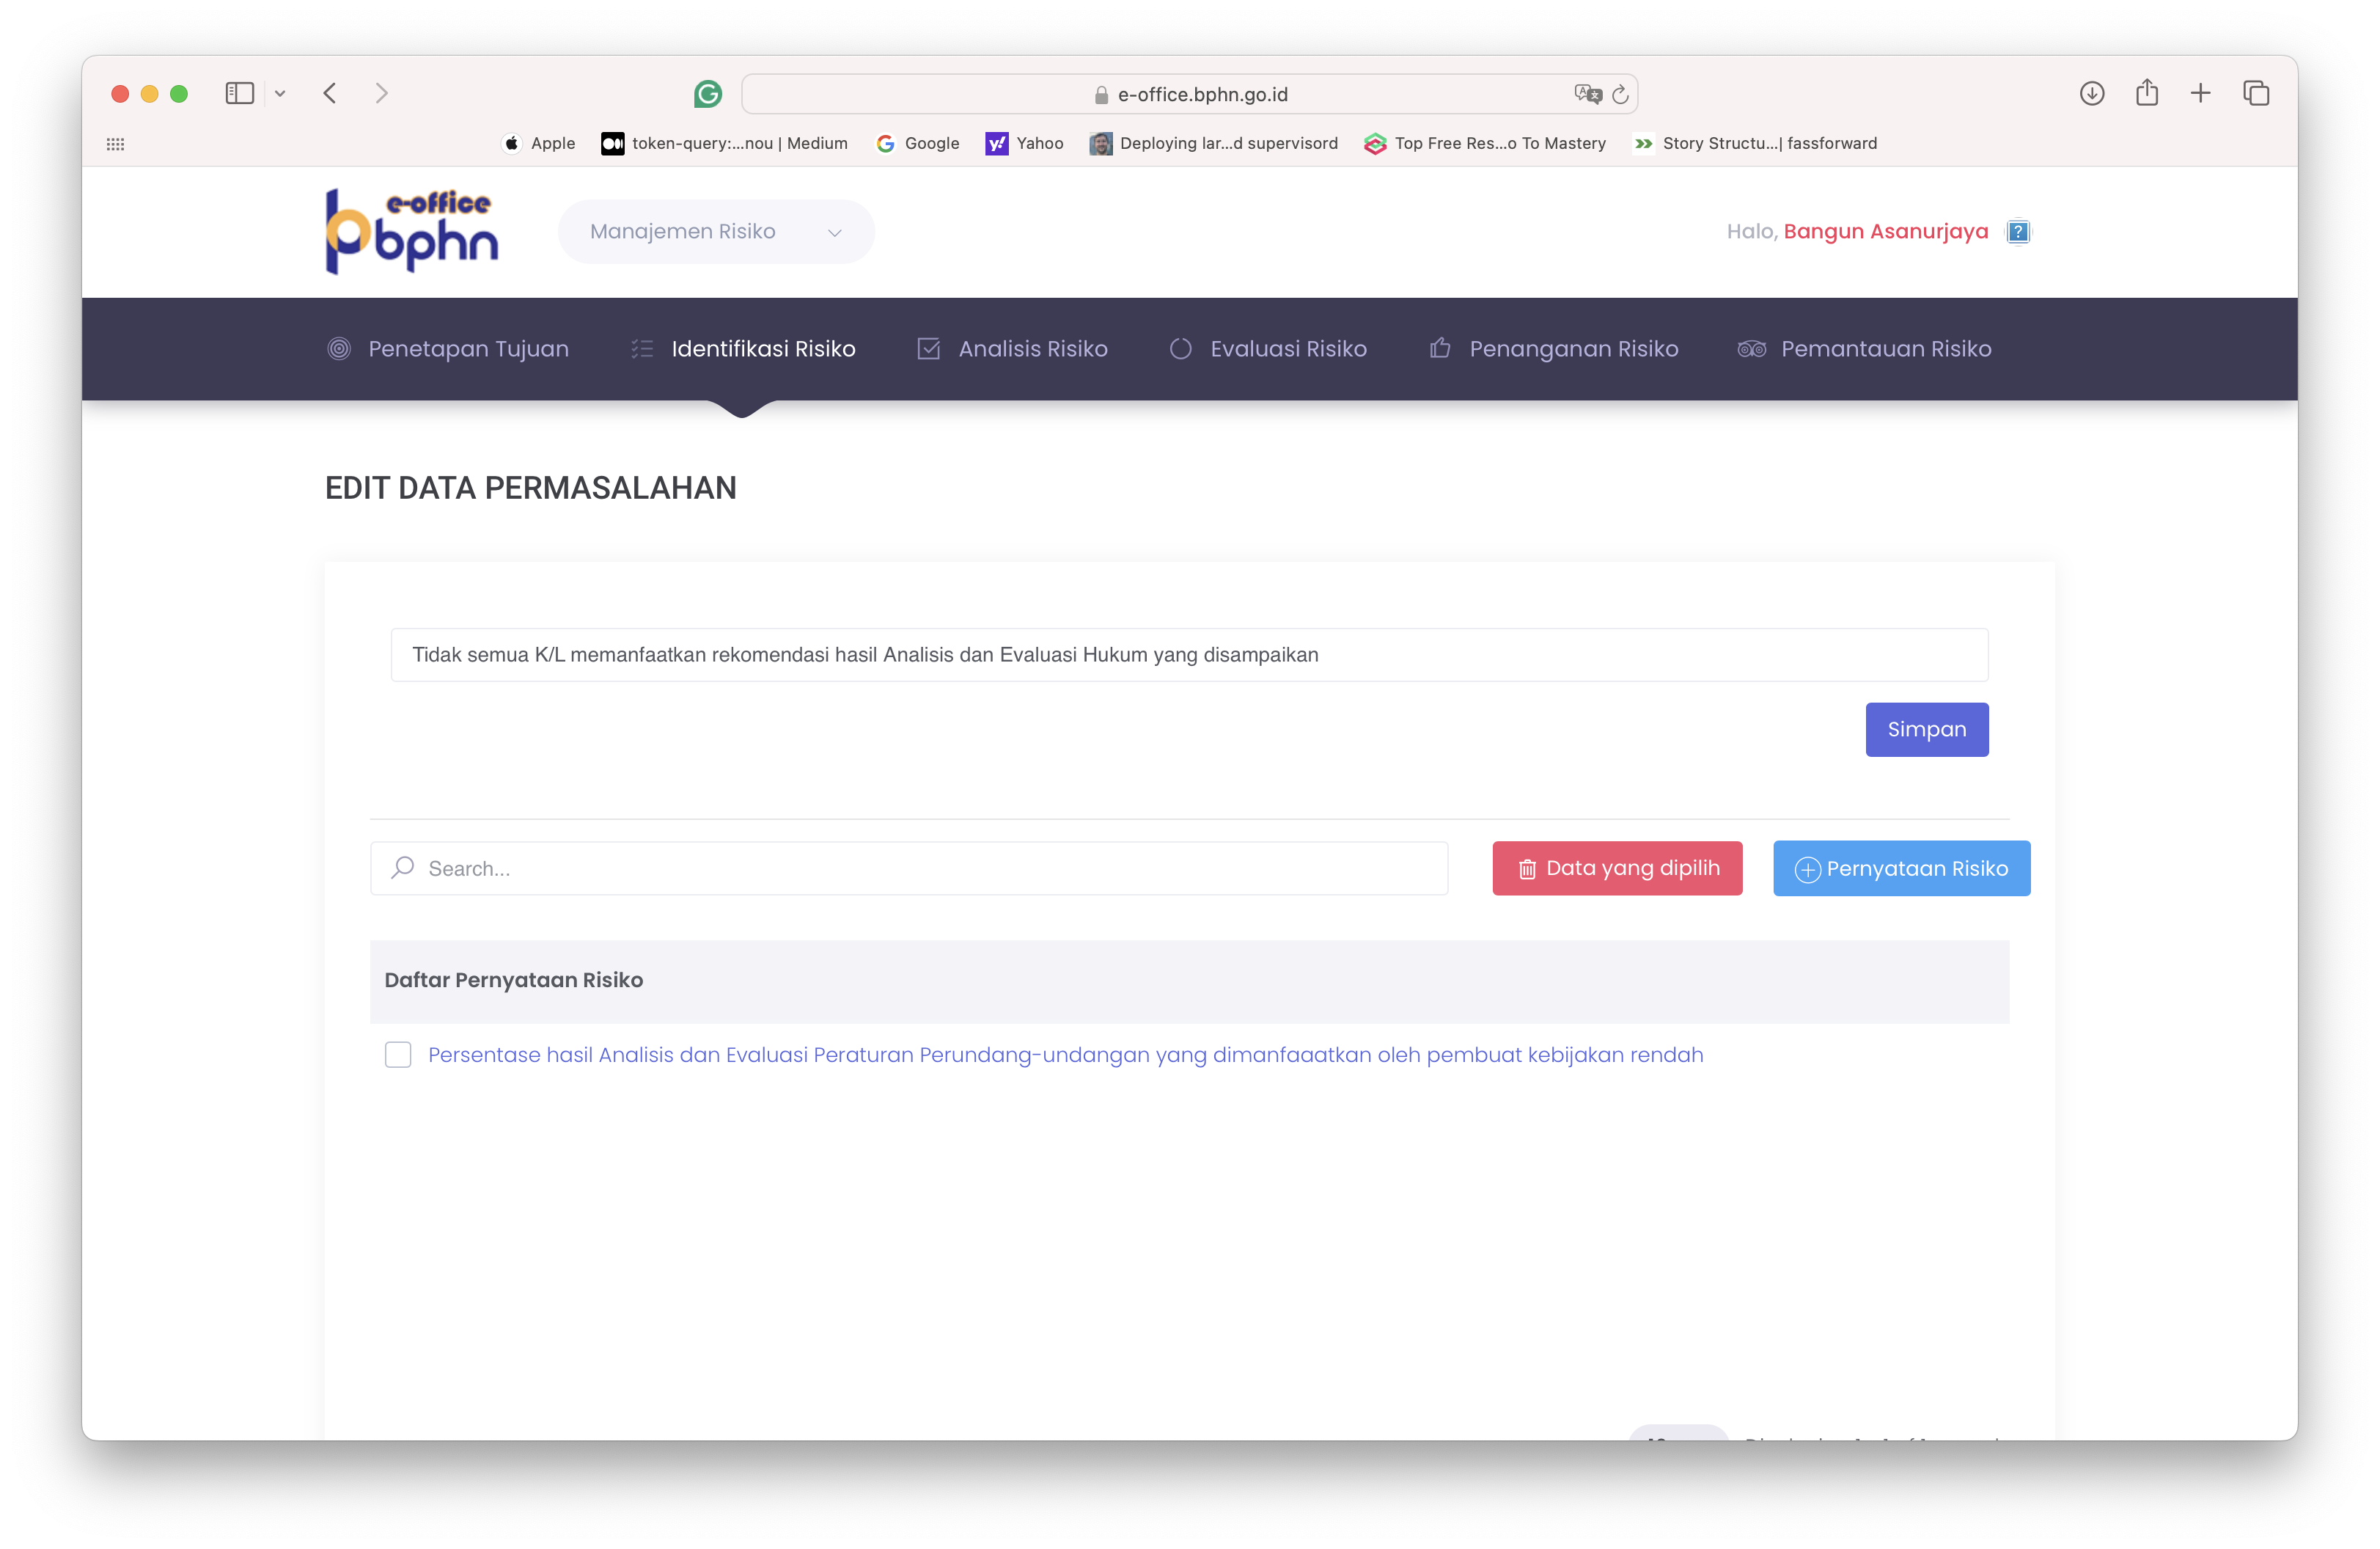 e-office.bphn.go.id
Apple
token-query:...nou | Medium
Google
Yahoo
Deploying lar...d supervisord
Top Free Res...o To Mastery
Story Structu...| fassforward
e-office
bphn
Manajemen Risiko
Halo, Bangun Asanurjaya
Penetapan Tujuan
Identifikasi Risiko
Analisis Risiko
Evaluasi Risiko
Penanganan Risiko
Pemantauan Risiko
EDIT DATA PERMASALAHAN
Tidak semua K/L memanfaatkan rekomendasi hasil Analisis dan Evaluasi Hukum yang disampaikan
Simpan
Search...
Data yang dipilih
Pernyataan Risiko
Daftar Pernyataan Risiko
Persentase hasil Analisis dan Evaluasi Peraturan Perundang-undangan yang dimanfaaatkan oleh pembuat kebijakan rendah